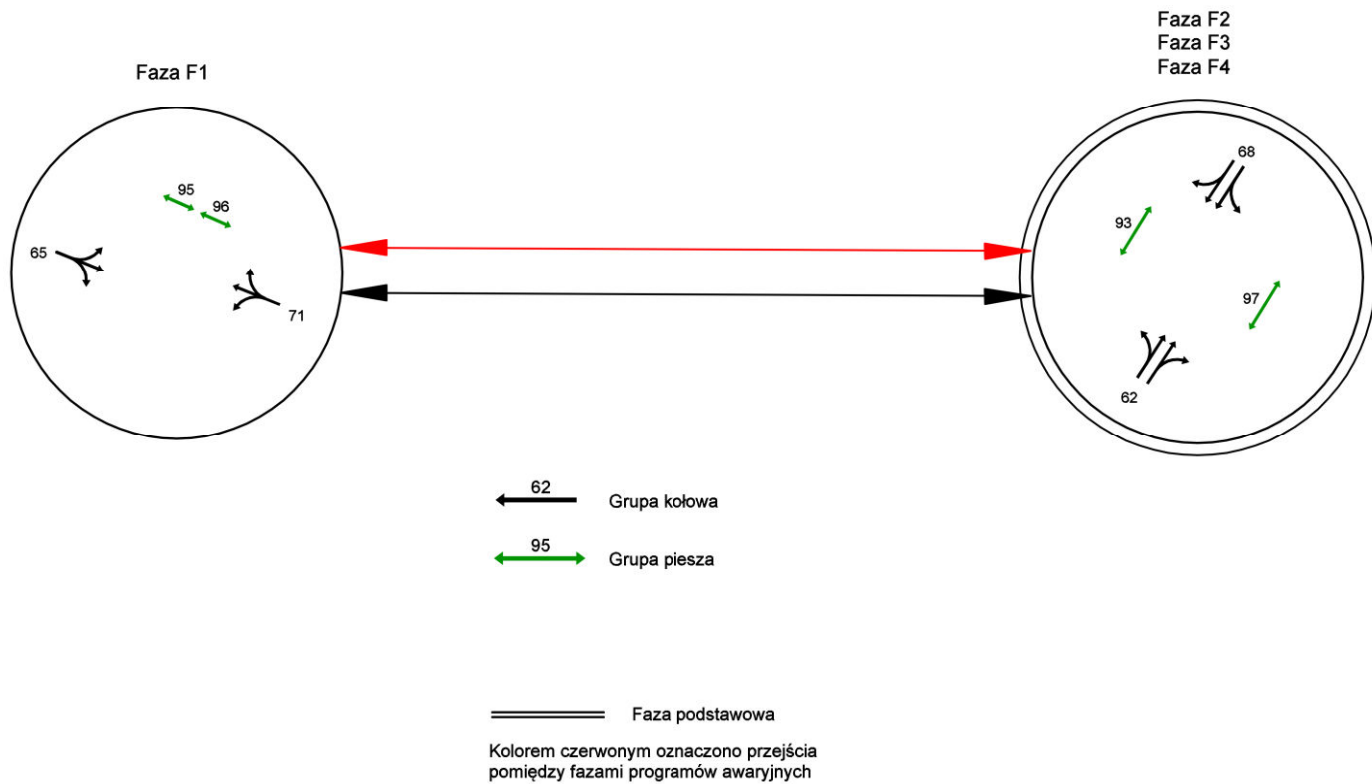 Faza F1
Faza F2
Faza F3
Faza F4
95
96
65
71
68
93
97
62
62
Grupa kołowa
95
Grupa piesza
Faza podstawowa
Kolorem czerwonym oznaczono przejścia
pomiędzy fazami programów awaryjnych